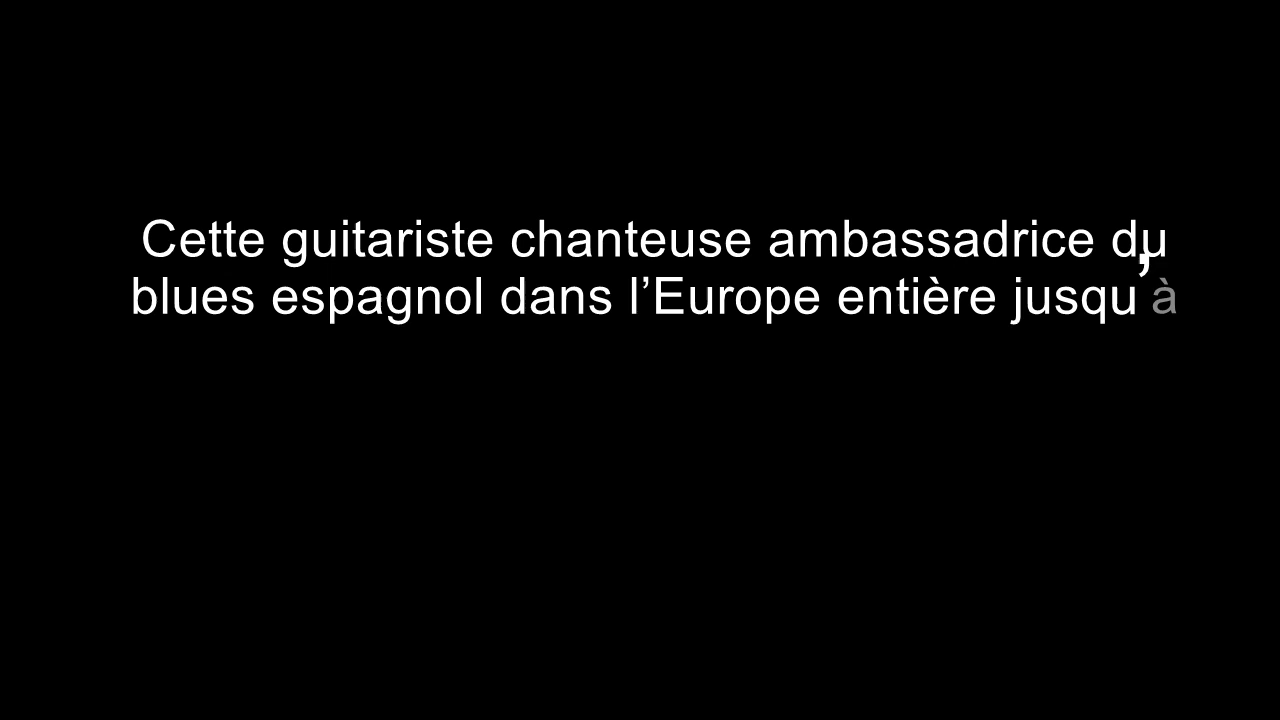 Cette guitariste chanteuse ambassadrice du
blues espagnol dans l’Europe entière jusqu’à